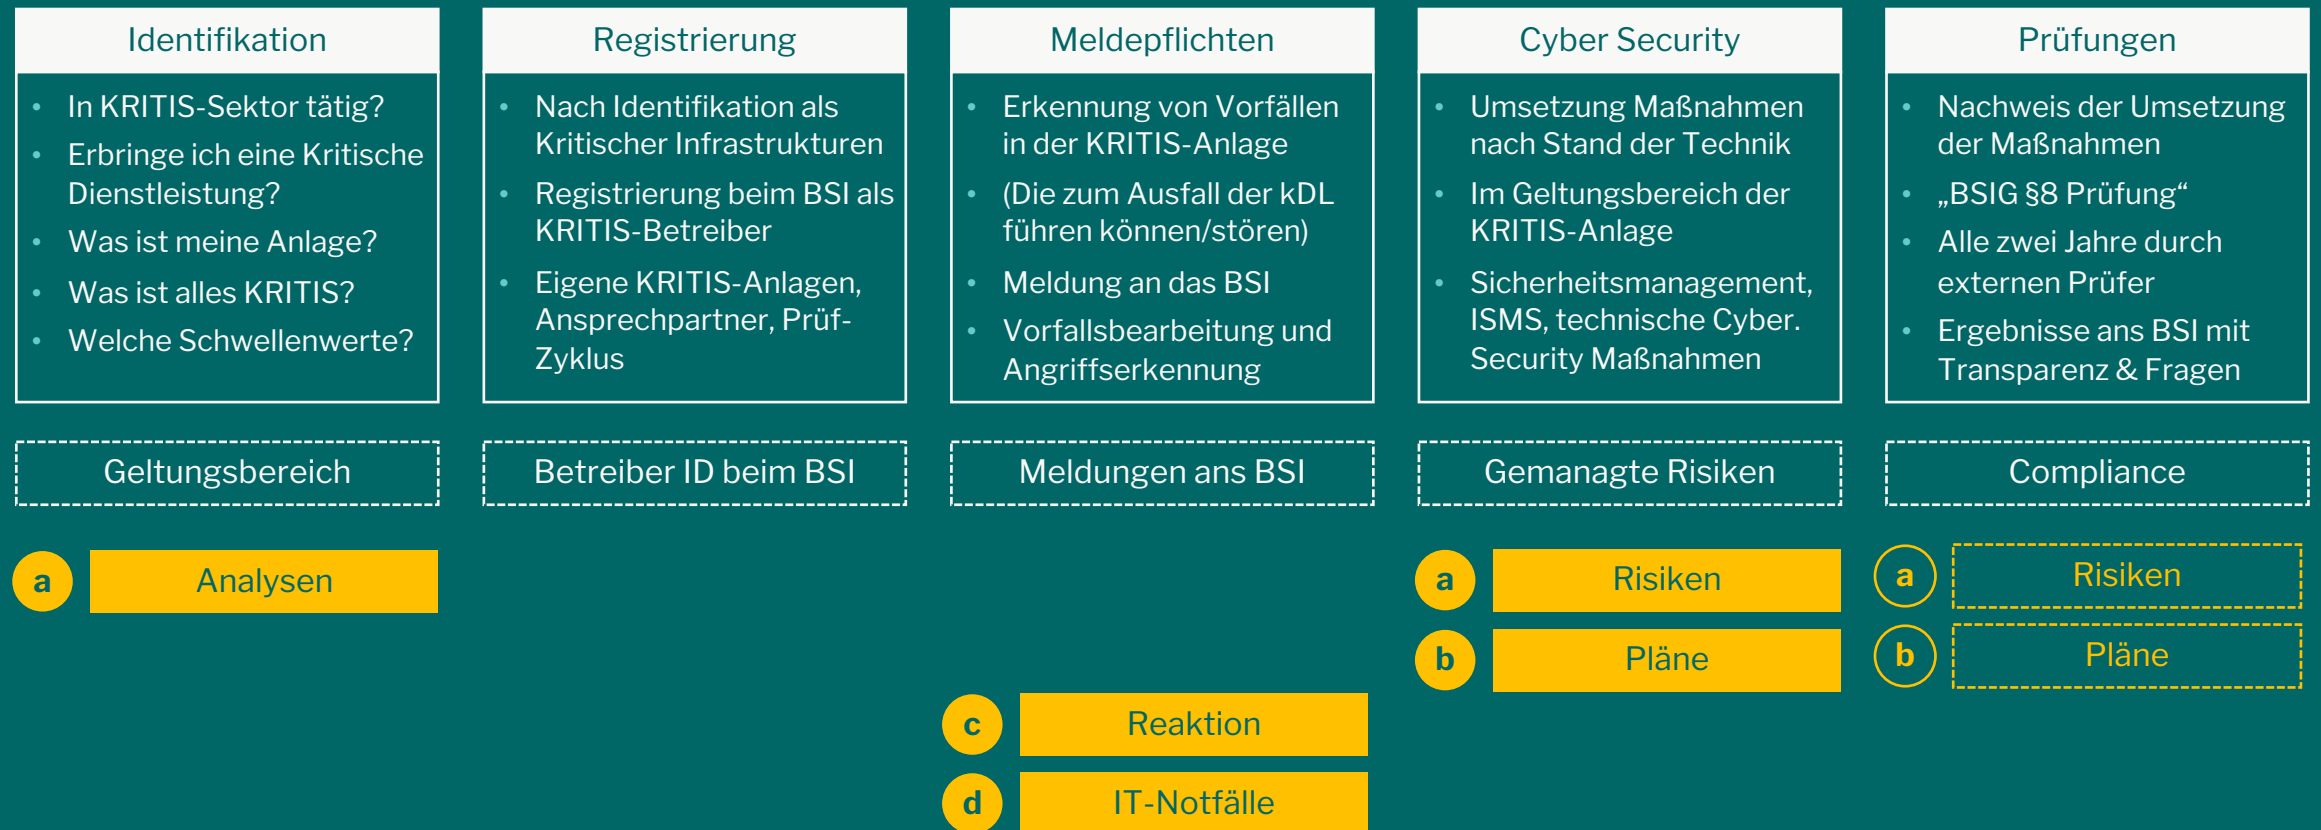 Identifikation
• In KRITIS-Sektor tätig?
• Erbringe ich eine Kritische
Dienstleistung?
• Was ist meine Anlage?
• Was ist alles KRITIS?
• Welche Schwellenwerte?
Geltungsbereich
a Analysen
Registrierung
• Nach Identifikation als
Kritischer Infrastrukturen
• Registrierung beim BSI als
KRITIS-Betreiber
• Eigene KRITIS-Anlagen,
Ansprechpartner, Prüf-
Zyklus
Betreiber ID beim BSI
Meldepflichten
• Erkennung von Vorfällen
in der KRITIS-Anlage
• (Die zum Ausfall der kDL
führen können/stören)
• Meldung an das BSI
• Vorfallsbearbeitung und
Angriffserkennung
Meldungen ans BSI
c Reaktion
d IT-Notfälle
Cyber Security
• Umsetzung Maßnahmen
nach Stand der Technik
• Im Geltungsbereich der
KRITIS-Anlage
• Sicherheitsmanagement,
ISMS, technische Cyber.
Security Maßnahmen
Gemanagte Risiken
a Risiken
b Pläne
Prüfungen
• Nachweis der Umsetzung
der Maßnahmen
• „BSIG §8 Prüfung“
• Alle zwei Jahre durch
externen Prüfer
• Ergebnisse ans BSI mit
Transparenz & Fragen
Compliance
a Risiken
b Pläne